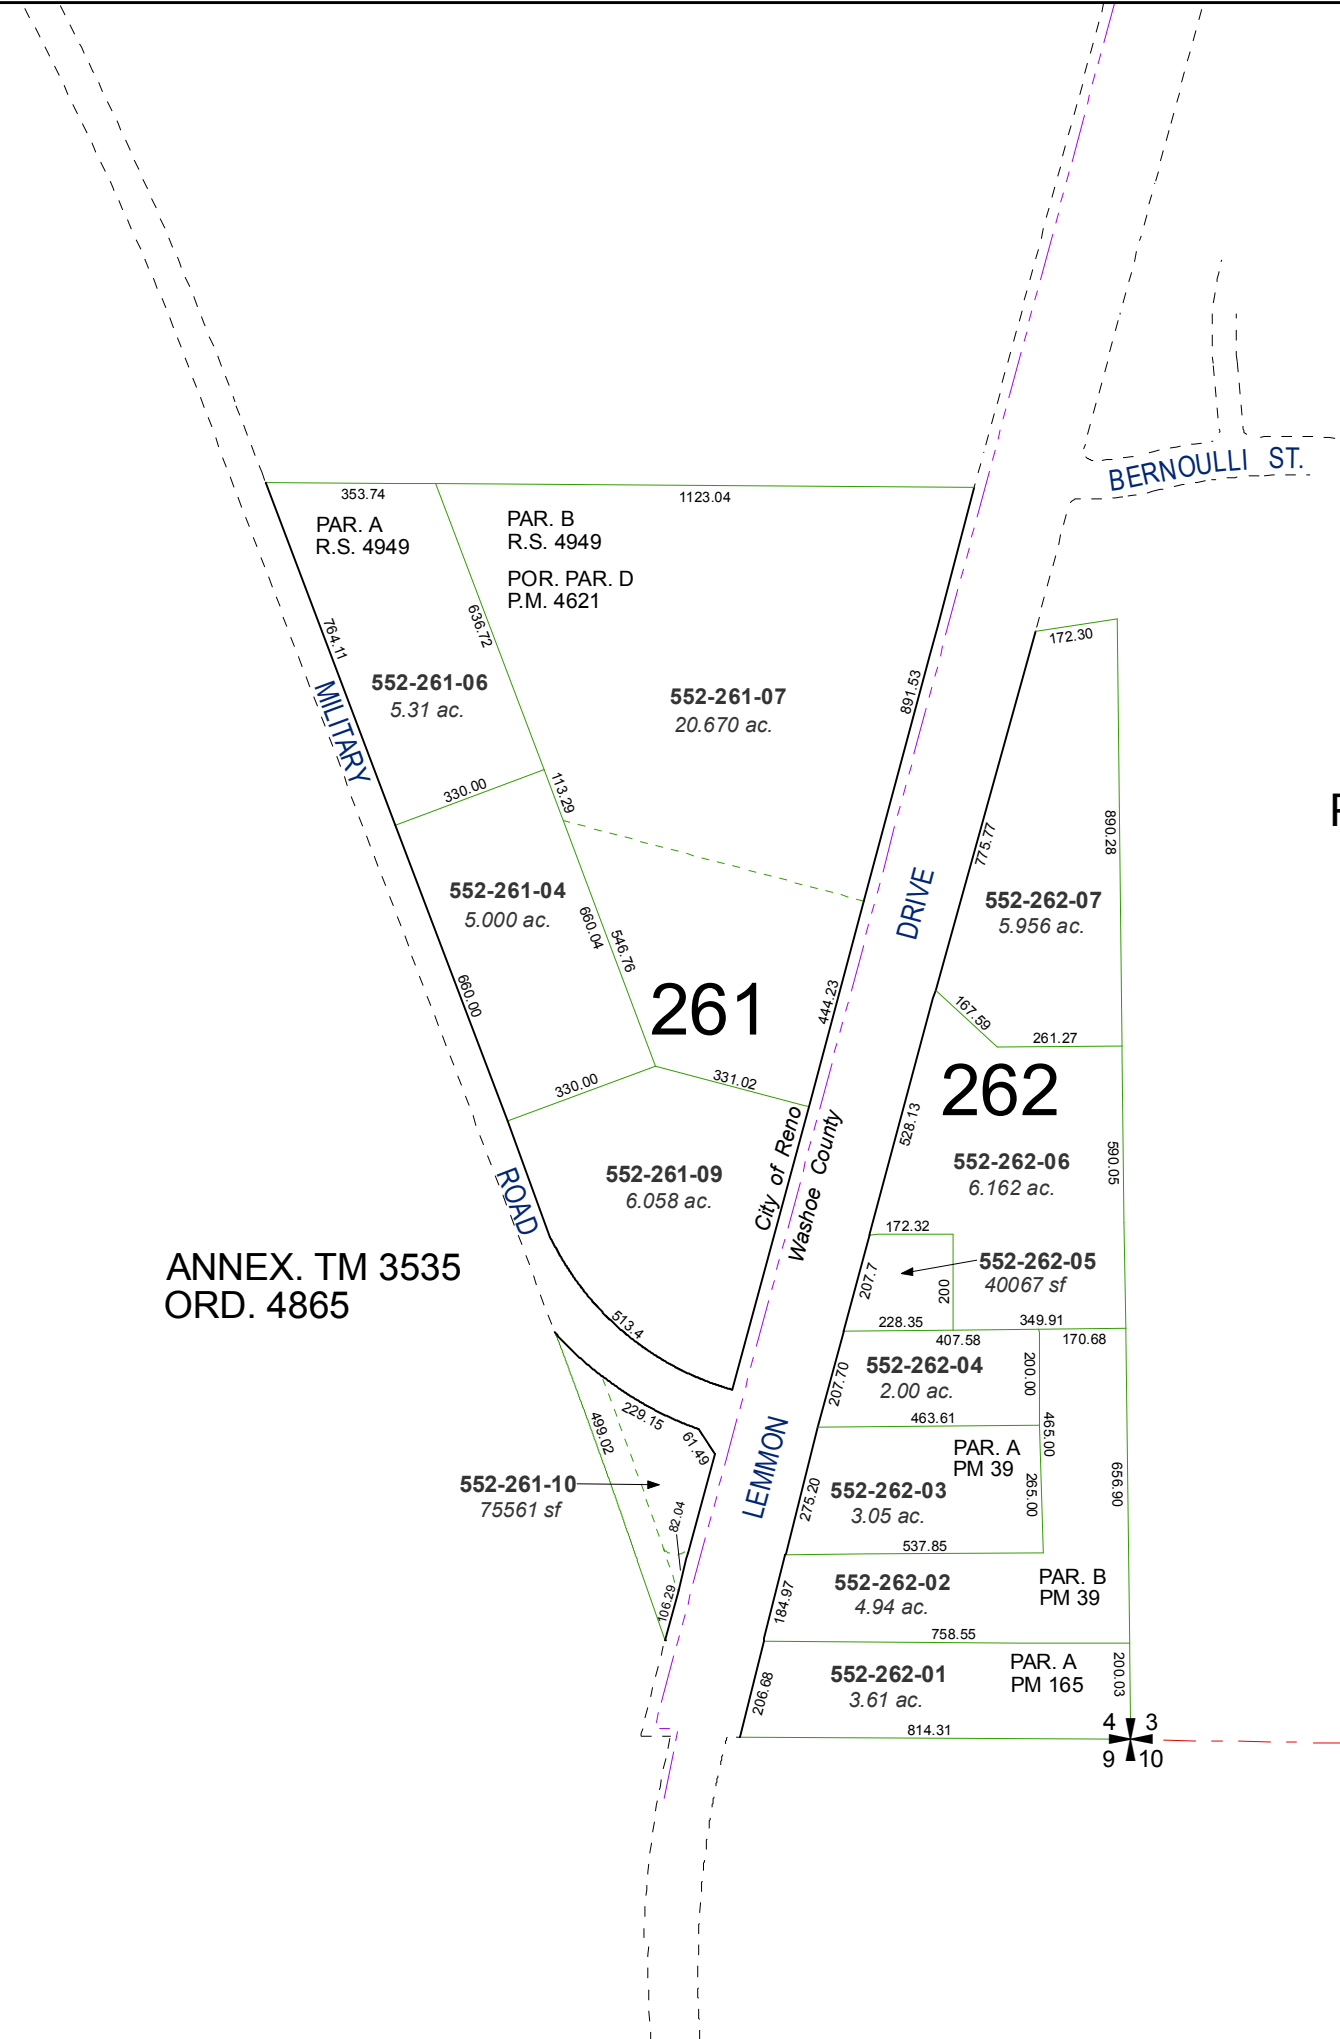 BERNOULLI ST.
353.74
1123.04
PAR. A
R.S. 4949
PAR. B
R.S. 4949
POR. PAR. D
P.M. 4621
764.11
636.72
172.30
552-261-06
5.31 ac.
552-261-07
20.670 ac.
891.53
MILITARY
330.00
113.29
890.28
775.77
552-261-04
5.000 ac.
660.04
546.76
DRIVE
552-262-07
5.956 ac.
660.00
261
444.23
167.59
261.27
330.00
331.02
262
528.13
590.05
552-261-09
6.058 ac.
City of Reno
Washoe County
552-262-06
6.162 ac.
ROAD
172.32
ANNEX. TM 3535
ORD. 4865
207.7
200
552-262-05
40067 sf
513.4
228.35
349.91
407.58
170.68
207.70
552-262-04
2.00 ac.
200.00
229.15
61.49
499.02
463.61
465.00
LEMMON
PAR. A
PM 39
552-261-10
75561 sf
82.04
275.20
552-262-03
3.05 ac.
265.00
656.90
537.85
106.29
184.97
552-262-02
4.94 ac.
PAR. B
PM 39
758.55
206.68
552-262-01
3.61 ac.
PAR. A
PM 165
200.03
814.31
4 3
9 10